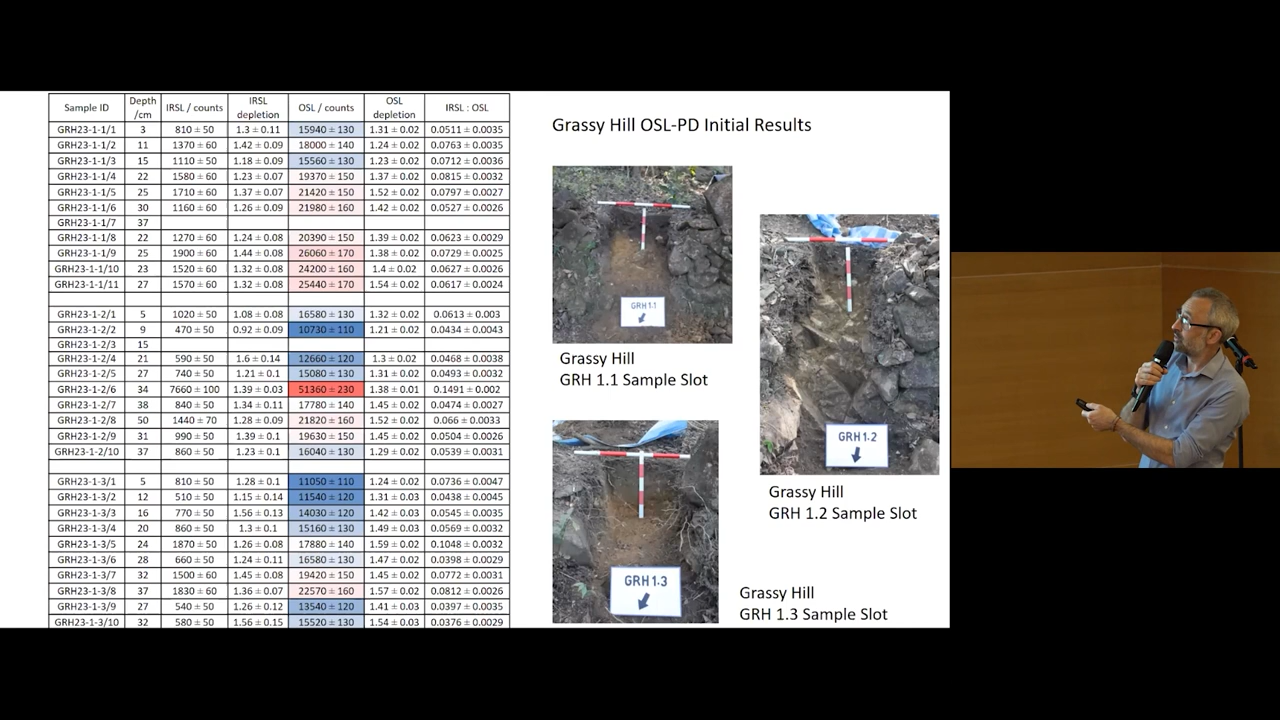 Sample ID Depth /cm IRSL / counts IRSL depletion OSL / counts OSL depletion IRSL : OSL
GRH23-1-1/1 3 810 ± 50 1.3 ± 0.11 15940 ± 130 1.31 ± 0.02 0.0511 ± 0.0035
GRH23-1-1/2 11 1370 ± 60 1.42 ± 0.09 18000 ± 140 1.24 ± 0.02 0.0763 ± 0.0035
GRH23-1-1/3 15 1110 ± 50 1.18 ± 0.09 15560 ± 130 1.23 ± 0.02 0.0712 ± 0.0036
GRH23-1-1/4 22 1580 ± 60 1.23 ± 0.07 19370 ± 150 1.37 ± 0.02 0.0815 ± 0.0032
GRH23-1-1/5 25 1710 ± 60 1.37 ± 0.07 21420 ± 150 1.52 ± 0.02 0.0797 ± 0.0027
GRH23-1-1/6 30 1160 ± 60 1.26 ± 0.09 21980 ± 160 1.42 ± 0.02 0.0527 ± 0.0026
GRH23-1-1/7 37
GRH23-1-1/8 22 1270 ± 60 1.24 ± 0.08 20390 ± 150 1.39 ± 0.02 0.0623 ± 0.0029
GRH23-1-1/9 25 1900 ± 60 1.44 ± 0.08 26060 ± 170 1.38 ± 0.02 0.0729 ± 0.0025
GRH23-1-1/10 23 1520 ± 60 1.32 ± 0.08 24200 ± 160 1.4 ± 0.02 0.0627 ± 0.0026
GRH23-1-1/11 27 1570 ± 60 1.32 ± 0.08 25440 ± 170 1.54 ± 0.02 0.0617 ± 0.0024
GRH23-1-2/1 5 1020 ± 50 1.08 ± 0.08 16580 ± 130 1.32 ± 0.02 0.0613 ± 0.003
GRH23-1-2/2 9 470 ± 50 0.92 ± 0.09 10730 ± 110 1.21 ± 0.02 0.0434 ± 0.0043
GRH23-1-2/3 15
GRH23-1-2/4 21 590 ± 50 1.6 ± 0.14 12660 ± 120 1.3 ± 0.02 0.0468 ± 0.0038
GRH23-1-2/5 27 740 ± 50 1.21 ± 0.1 15080 ± 130 1.31 ± 0.02 0.0493 ± 0.0032
GRH23-1-2/6 34 7660 ± 100 1.39 ± 0.03 51360 ± 230 1.38 ± 0.01 0.1491 ± 0.002
GRH23-1-2/7 38 840 ± 50 1.34 ± 0.11 17780 ± 140 1.45 ± 0.02 0.0474 ± 0.0027
GRH23-1-2/8 50 1440 ± 70 1.28 ± 0.09 21820 ± 160 1.52 ± 0.02 0.066 ± 0.0033
GRH23-1-2/9 31 990 ± 50 1.39 ± 0.1 19630 ± 150 1.45 ± 0.02 0.0504 ± 0.0026
GRH23-1-2/10 37 860 ± 50 1.23 ± 0.1 16040 ± 130 1.29 ± 0.02 0.0539 ± 0.0031
GRH23-1-3/1 5 810 ± 50 1.28 ± 0.1 11050 ± 110 1.24 ± 0.02 0.0736 ± 0.0047
GRH23-1-3/2 12 510 ± 50 1.15 ± 0.14 11540 ± 120 1.31 ± 0.03 0.0438 ± 0.0045
GRH23-1-3/3 16 770 ± 50 1.56 ± 0.13 14030 ± 120 1.42 ± 0.03 0.0545 ± 0.0035
GRH23-1-3/4 20 860 ± 50 1.3 ± 0.1 15160 ± 130 1.49 ± 0.03 0.0569 ± 0.0032
GRH23-1-3/5 24 1870 ± 50 1.26 ± 0.08 17880 ± 140 1.59 ± 0.02 0.1048 ± 0.0032
GRH23-1-3/6 28 660 ± 50 1.24 ± 0.11 16580 ± 130 1.47 ± 0.02 0.0398 ± 0.0029
GRH23-1-3/7 32 1500 ± 60 1.45 ± 0.08 19420 ± 150 1.45 ± 0.02 0.0772 ± 0.0031
GRH23-1-3/8 37 1830 ± 60 1.36 ± 0.07 22570 ± 160 1.57 ± 0.02 0.0812 ± 0.0026
GRH23-1-3/9 27 540 ± 50 1.26 ± 0.12 13540 ± 120 1.41 ± 0.03 0.0397 ± 0.0035
GRH23-1-3/10 32 580 ± 50 1.56 ± 0.15 15520 ± 130 1.54 ± 0.03 0.0376 ± 0.0029
Grassy Hill OSL-PD Initial Results
GRH 1.1
Grassy Hill
GRH 1.1 Sample Slot
GRH 1.2
Grassy Hill
GRH 1.2 Sample Slot
GRH 1.3
Grassy Hill
GRH 1.3 Sample Slot